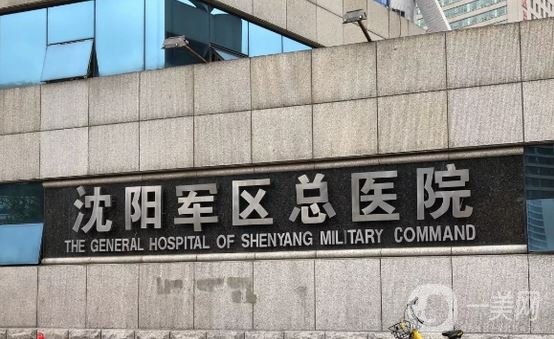 沈阳军区总医院
THE GENERAL HOSPITAL OF SHENYANG MILITARY COMMAND
一美网